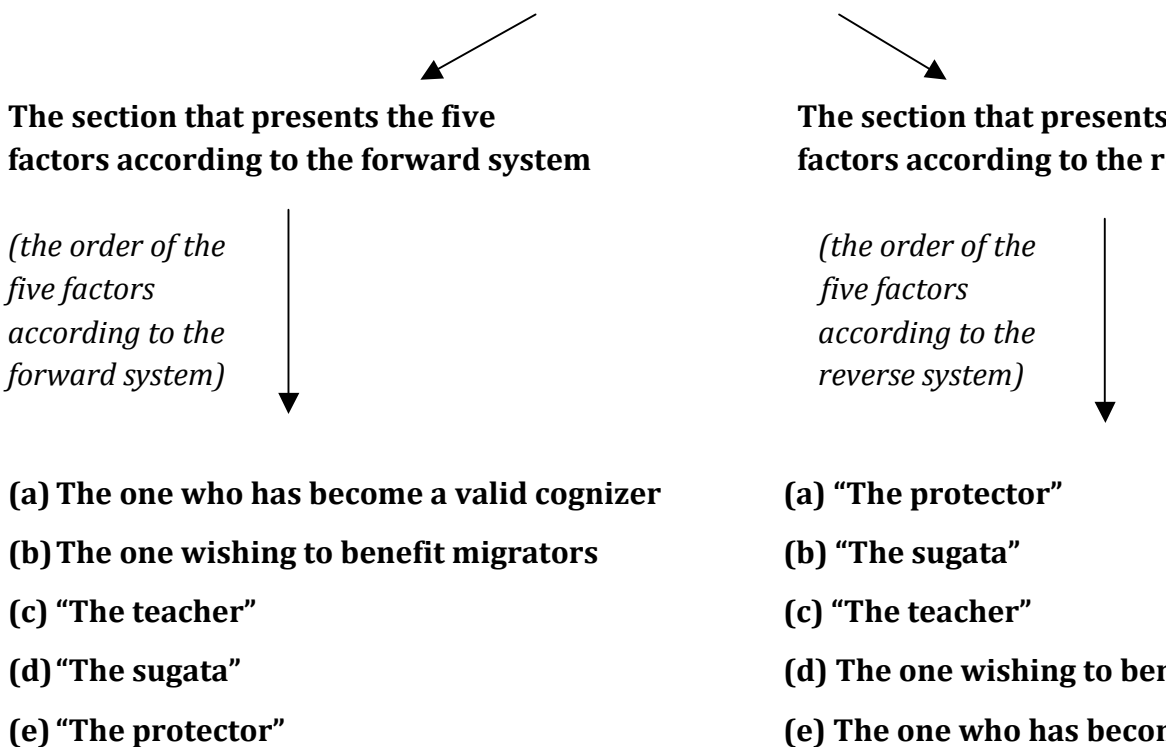 The section that presents the five
factors according to the forward system
(the order of the
five factors
according to the
forward system)
(a) The one who has become a valid cognizer
(b) The one wishing to benefit migrators
(c) “The teacher”
(d) “The sugata”
(e) “The protector”
The section that presents
factors according to the
(the order of the
five factors
according to the
reverse system)
(a) “The protector”
(b) “The sugata”
(c) “The teacher”
(d) The one wishing to
(e) The one who has